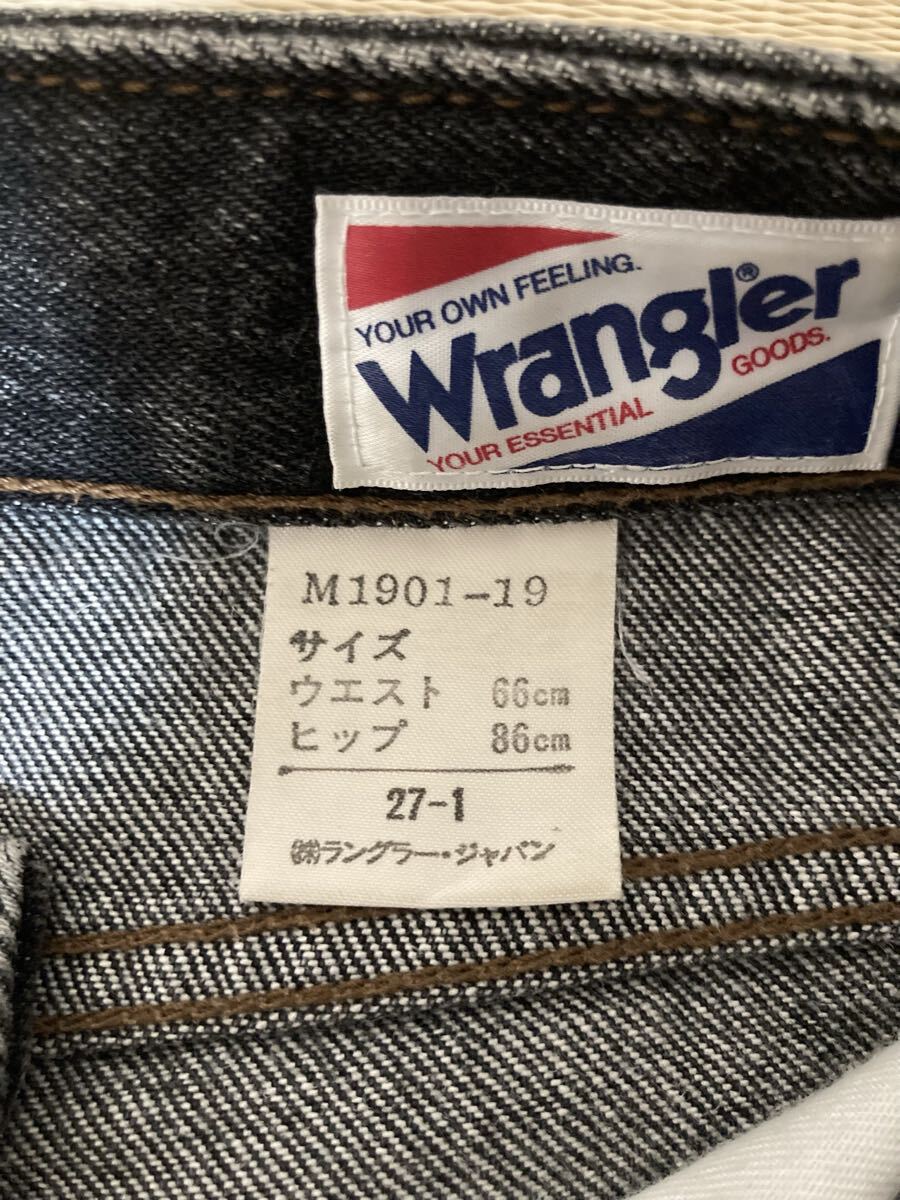 YOUR OWN FEELING.
Wrangler®
YOUR ESSENTIAL GOODS.
M1901-19
サイズ
ウエスト 66cm
ヒップ 86cm
27-1
㈱ラングラー・ジャパン